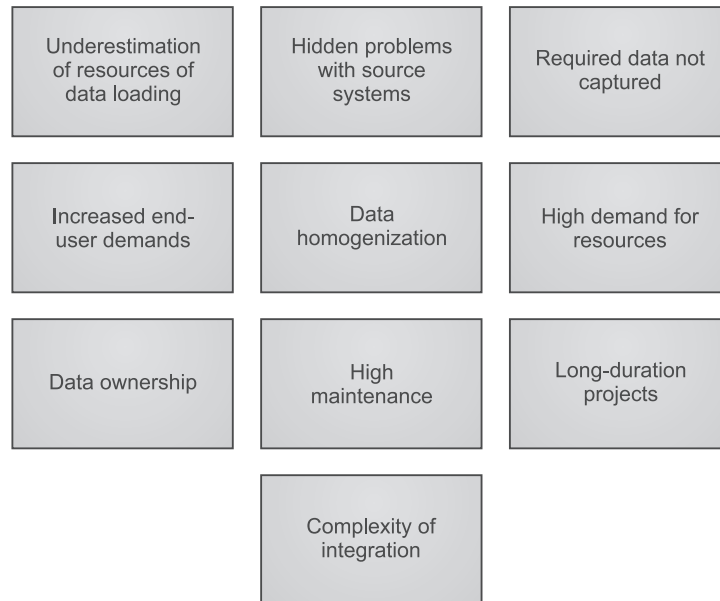 Underestimation
of resources of
data loading
Hidden problems
with source
systems
Required data not
captured
Increased end-
user demands
Data
homogenization
High demand for
resources
Data ownership
High
maintenance
Long-duration
projects
Complexity of
integration